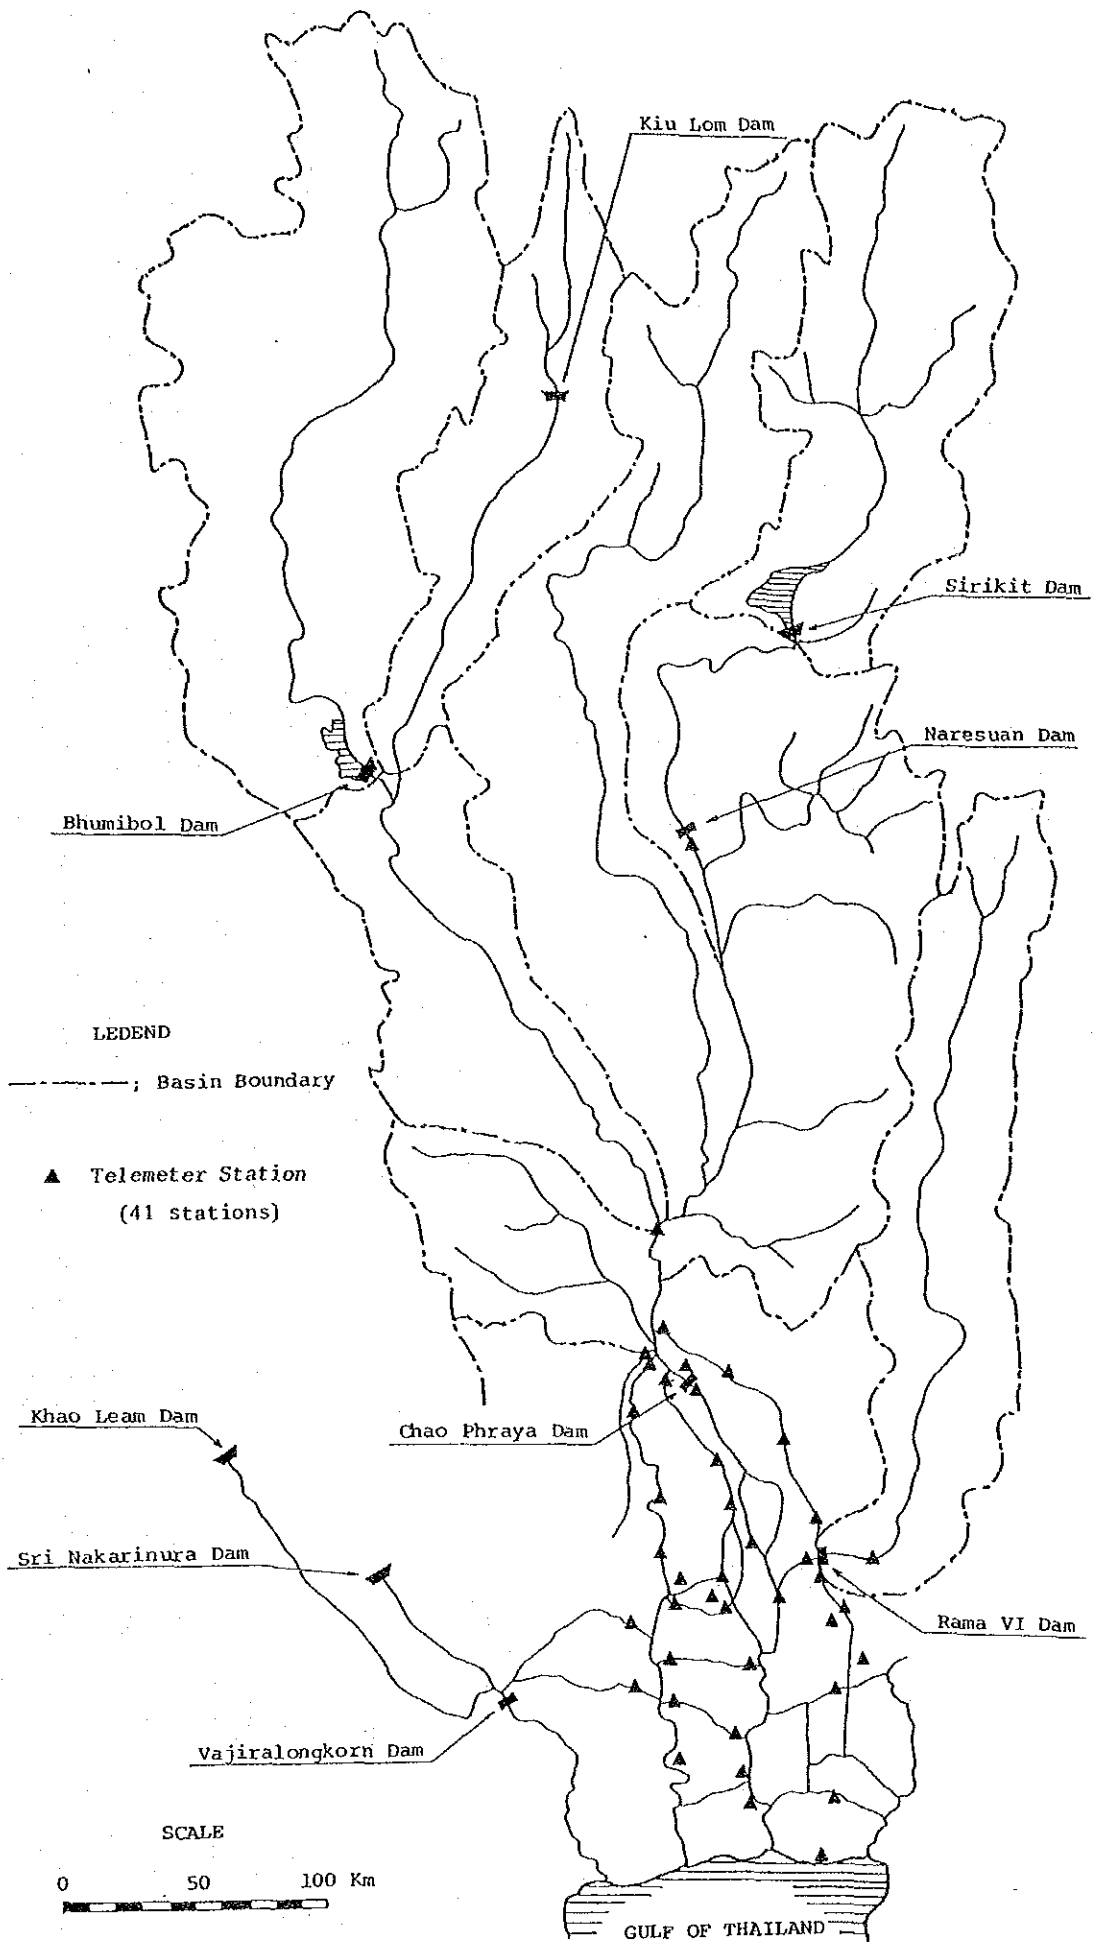 Kiu Lom Dam
Sirikit Dam
Naresuan Dam
Bhumibol Dam
LEDEND
; Basin Boundary
Telemeter Station
(41 stations)
Khao Leam Dam
Chao Phraya Dam
Sri Nakarinura Dam
Rama VI Dam
Vajiralongkorn Dam
SCALE
0 50 100 Km
GULF OF THAILAND